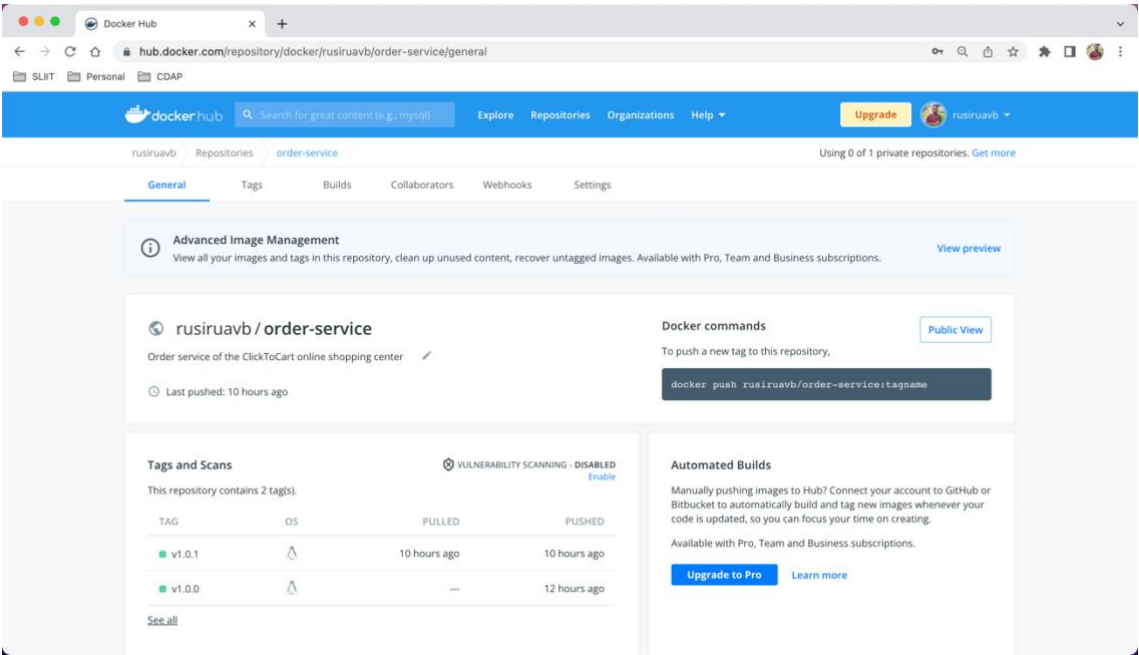 Docker Hub
hub.docker.com/repository/docker/rusiruavb/order-service/general
SLIIT Personal CDAP
dockerhub Search for great content (e.g., mysql) Explore Repositories Organizations Help Upgrade rusiruavb
rusiruavb Repositories order-service Using 0 of 1 private repositories. Get more
General Tags Builds Collaborators Webhooks Settings
Advanced Image Management
View all your images and tags in this repository, clean up unused content, recover untagged images. Available with Pro, Team and Business subscriptions.
View preview
rusiruavb / order-service
Order service of the ClickToCart online shopping center
Last pushed: 10 hours ago
Docker commands
Public View
To push a new tag to this repository,
docker push rusiruavb/order-service:tagname
Tags and Scans
VULNERABILITY SCANNING - DISABLED
Enable
This repository contains 2 tag(s).
TAG OS PULLED PUSHED
v1.0.1 10 hours ago 10 hours ago
v1.0.0 --- 12 hours ago
See all
Automated Builds
Manually pushing images to Hub? Connect your account to GitHub or
Bitbucket to automatically build and tag new images whenever your
code is updated, so you can focus your time on creating.
Available with Pro, Team and Business subscriptions.
Upgrade to Pro Learn more